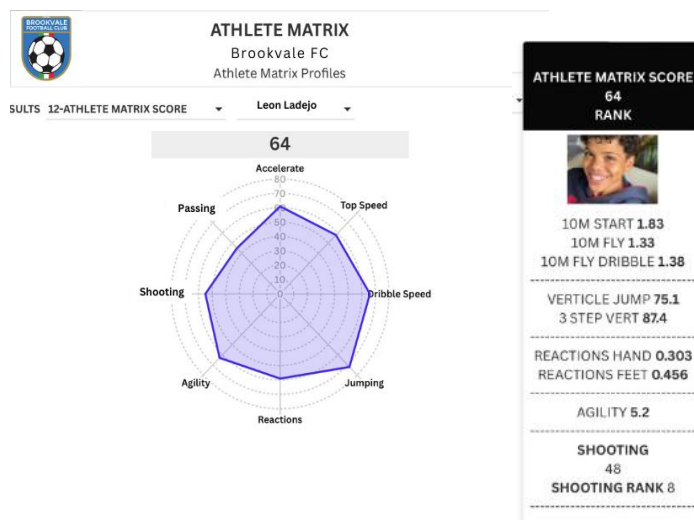 BROOKVALE
FOOTBALL CLUB
ATHLETE MATRIX
Brookvale FC
Athlete Matrix Profiles
SULTS 12-ATHLETE MATRIX SCORE
Leon Ladejo
64
Accelerate
Top Speed
Dribble Speed
Jumping
Reactions
Agility
Shooting
Passing
80
70
60
50
40
30
20
10
0
ATHLETE MATRIX SCORE
64
RANK
10M START 1.83
10M FLY 1.33
10M FLY DRIBBLE 1.38
VERTICLE JUMP 75.1
3 STEP VERT 87.4
REACTIONS HAND 0.303
REACTIONS FEET 0.456
AGILITY 5.2
SHOOTING
48
SHOOTING RANK 8